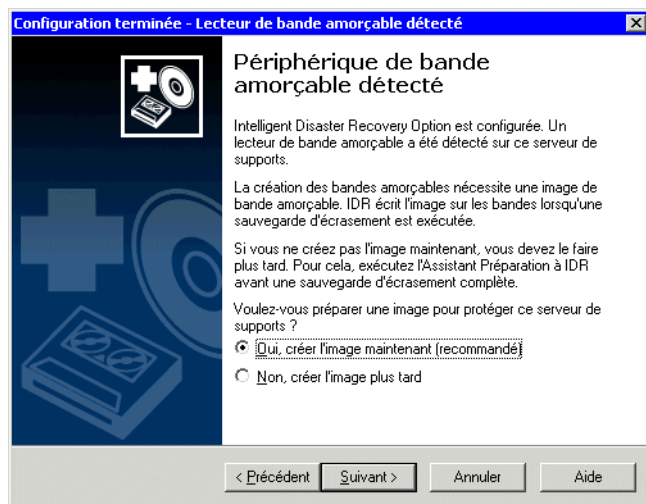 Configuration terminée - Lecteur de bande amorçable détecté
Périphérique de bande
amorçable détecté
Intelligent Disaster Recovery Option est configurée. Un
lecteur de bande amorçable a été détecté sur ce serveur de
supports.
La création des bandes amorçables nécessite une image de
bande amorçable. IDR écrit l'image sur les bandes lorsqu'une
sauvegarde d'écrasement est exécutée.
Si vous ne créez pas l'image maintenant, vous devez le faire
plus tard. Pour cela, exécutez l'Assistant Préparation à IDR
avant une sauvegarde d'écrasement complète.
Voulez-vous préparer une image pour protéger ce serveur de
supports ?
Oui, créer l'image maintenant (recommandé)
Non, créer l'image plus tard
< Précédent Suivant > Annuler Aide